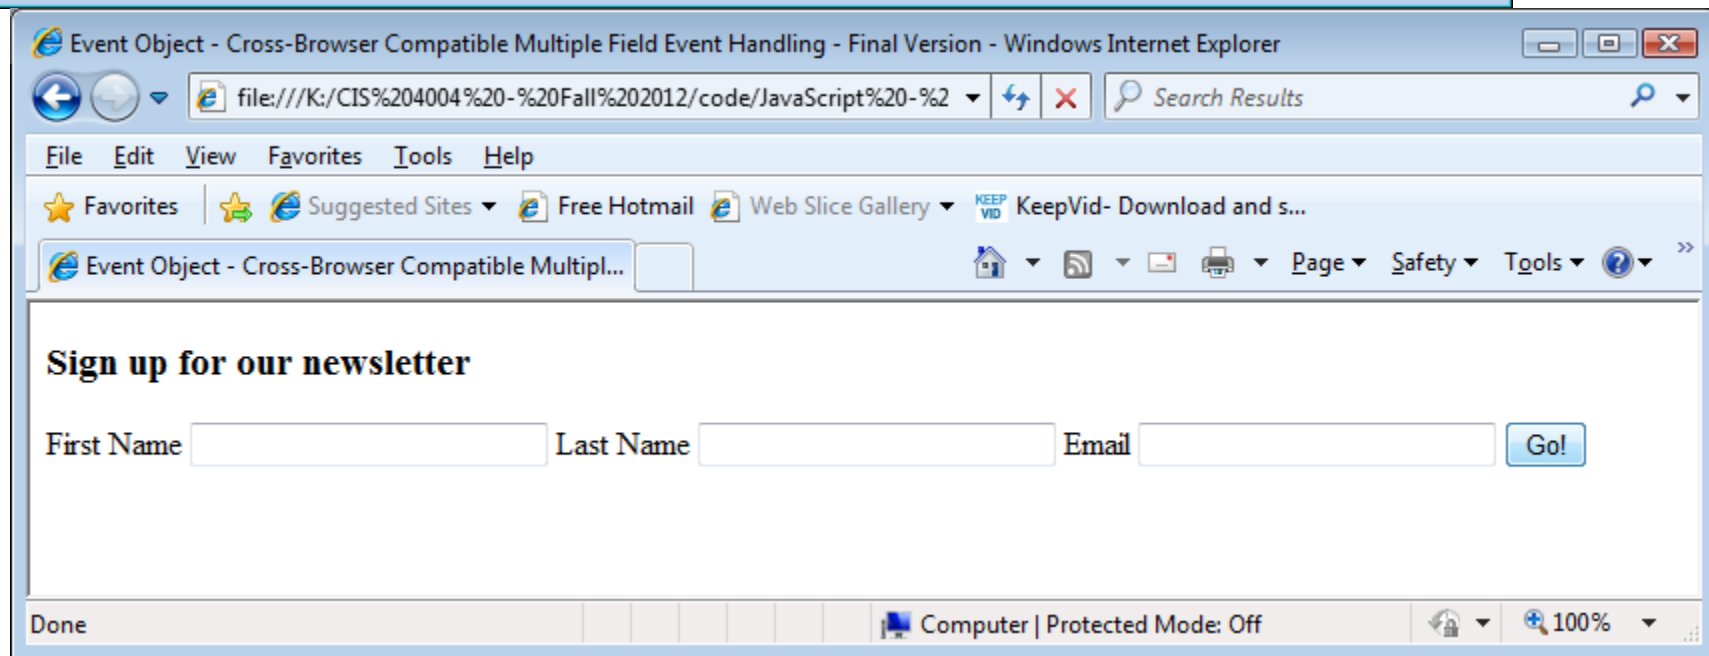 Event Object - Cross-Browser Compatible Multiple Field Event Handling - Final Version - Windows Internet Explorer
file:///K:/CIS%204004%20-%20Fall%202012/code/JavaScript%20-%2 Search Results
File Edit View Favorites Tools Help
Favorites Suggested Sites Free Hotmail Web Slice Gallery KEEP VID KeepVid- Download and s...
Event Object - Cross-Browser Compatible Multipl... Page Safety Tools
Sign up for our newsletter
First Name Last Name Email Go!
Done Computer | Protected Mode: Off 100%